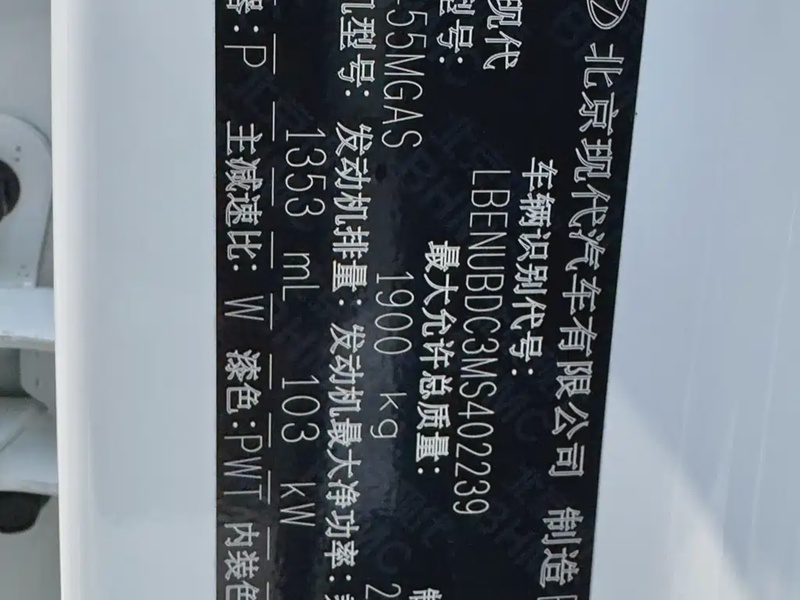 北京现代汽车有限公司 制造
车辆识别代号:
现代 LBENUBDC3MS402239
型号: 最大允许总质量:
-55MGAS 1900 kg
机型号: 发动机排量: 发动机最大净功率:
1353 mL 103 kW
P 主减速比: W 漆色:PWT 内装色